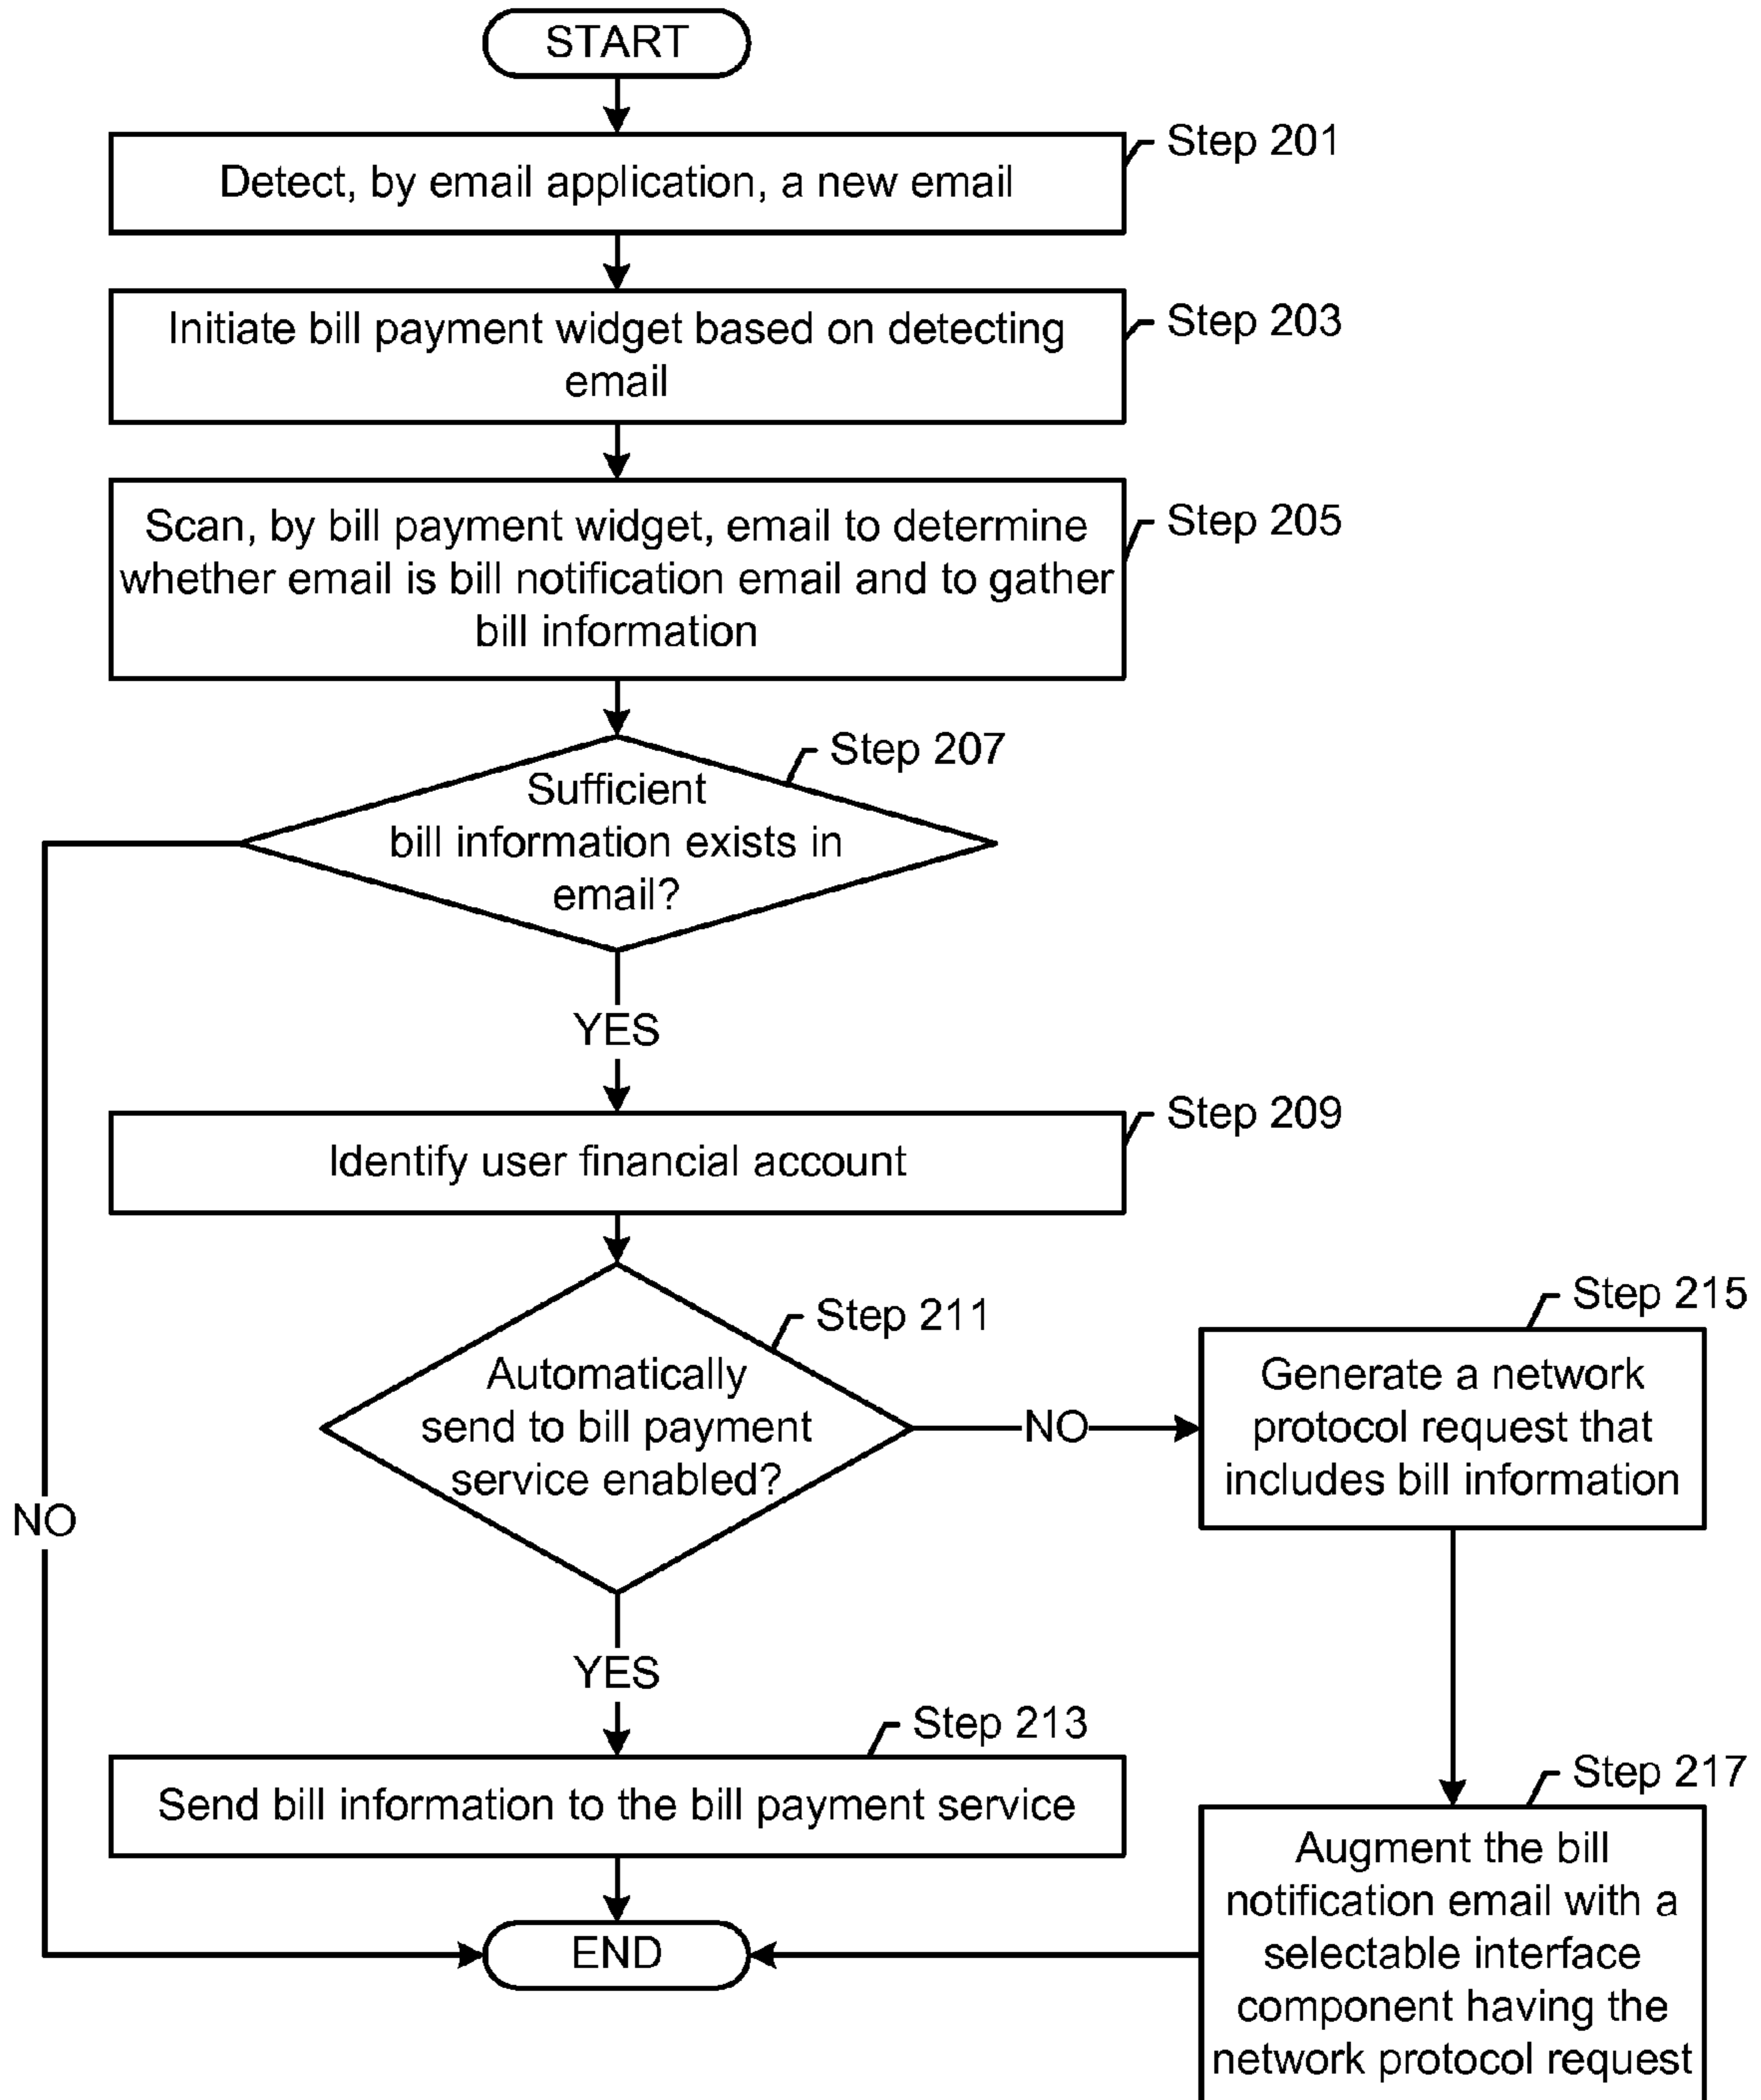 START
Step 201
Detect, by email application, a new email
Step 203
Initiate bill payment widget based on detecting
email
Step 205
Scan, by bill payment widget, email to determine
whether email is bill notification email and to gather
bill information
Step 207
Sufficient
bill information exists in
email?
YES
Step 209
Identify user financial account
Step 211
Automatically
send to bill payment
service enabled?
NO
Step 215
Generate a network
protocol request that
includes bill information
NO
YES
Step 213
Send bill information to the bill payment service
Step 217
Augment the bill
notification email with a
selectable interface
component having the
network protocol request
END